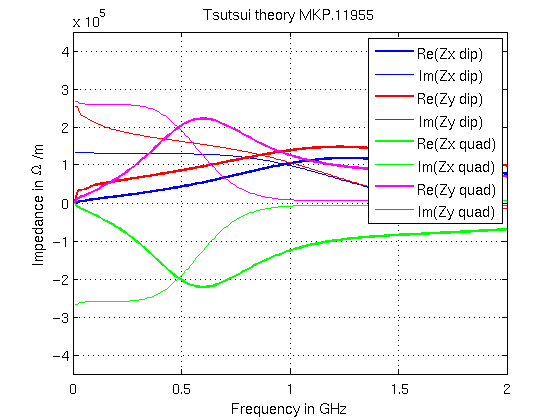 Tsutsui theory MKP.11955
x 10^5
4
3
2
1
0
−1
−2
−3
−4
Impedance in Ω /m
0
0.5
1
1.5
2
Frequency in GHz
Re(Zx dip)
Im(Zx dip)
Re(Zy dip)
Im(Zy dip)
Re(Zx quad)
Im(Zx quad)
Re(Zy quad)
Im(Zy quad)